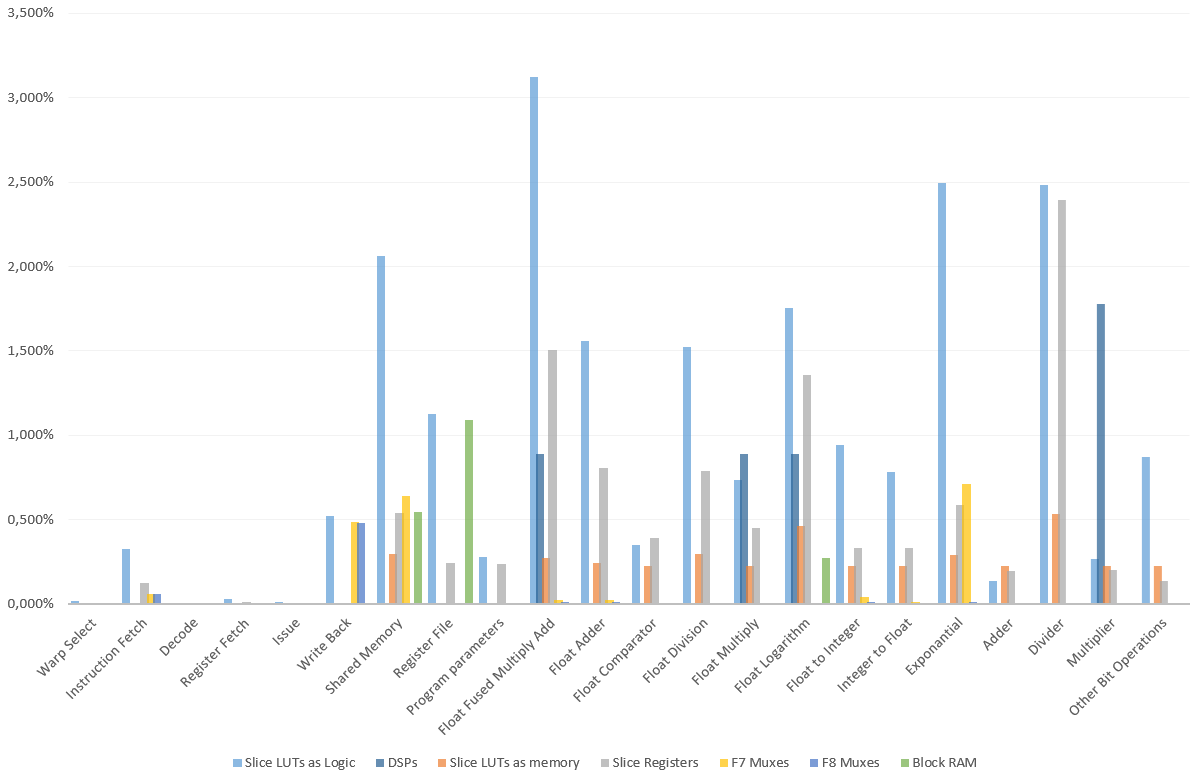 3,500%
3,000%
2,500%
2,000%
1,500%
1,000%
0,500%
0,000%
Warp Select
Instruction Fetch
Decode
Register Fetch
Issue
Write Back
Shared Memory
Register File
Program parameters
Float Fused Multiply Add
Float Adder
Float Comparator
Float Division
Float Multiply
Float Logarithm
Float to Integer
Integer to Float
Exponantial
Adder
Divider
Multiplier
Other Bit Operations
Slice LUTs as Logic DSPs Slice LUTs as memory Slice Registers F7 Muxes F8 Muxes Block RAM